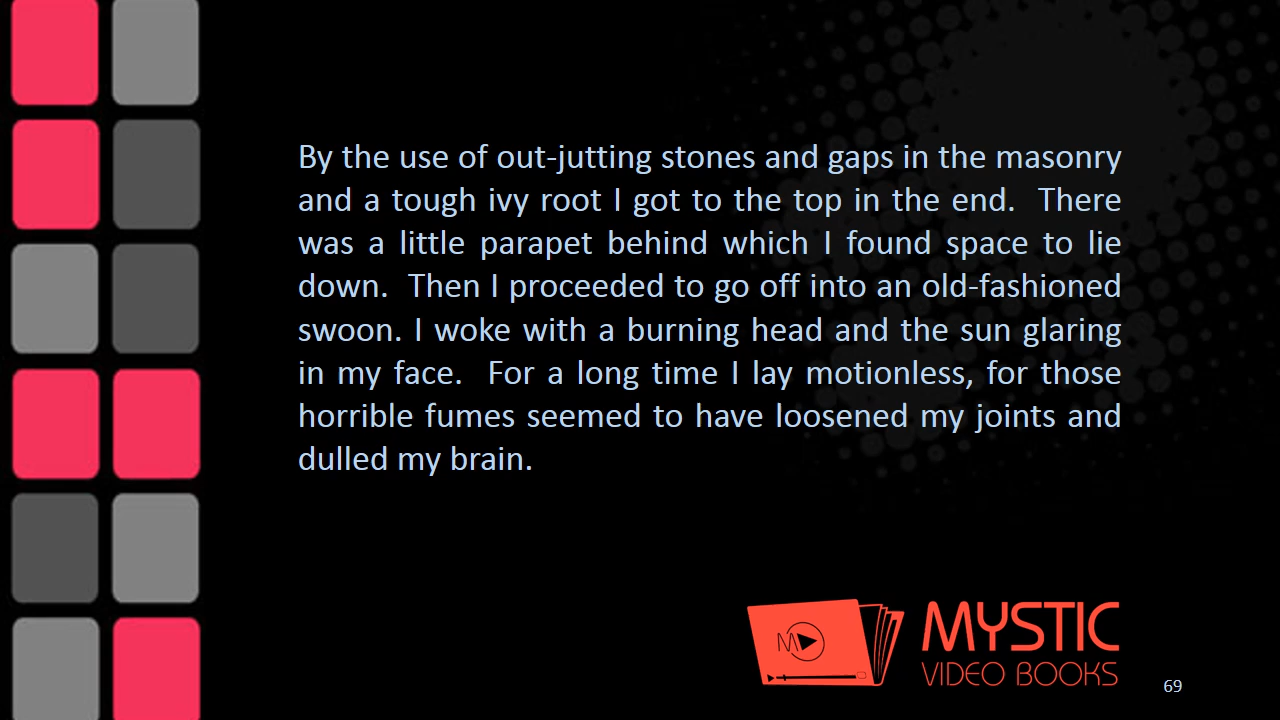 By the use of out-jutting stones and gaps in the masonry
and a tough ivy root I got to the top in the end.  There
was a little parapet behind which I found space to lie
down.  Then I proceeded to go off into an old-fashioned
swoon. I woke with a burning head and the sun glaring
in my face.  For a long time I lay motionless, for those
horrible fumes seemed to have loosened my joints and
dulled my brain.
M
MYSTIC
VIDEO BOOKS
69